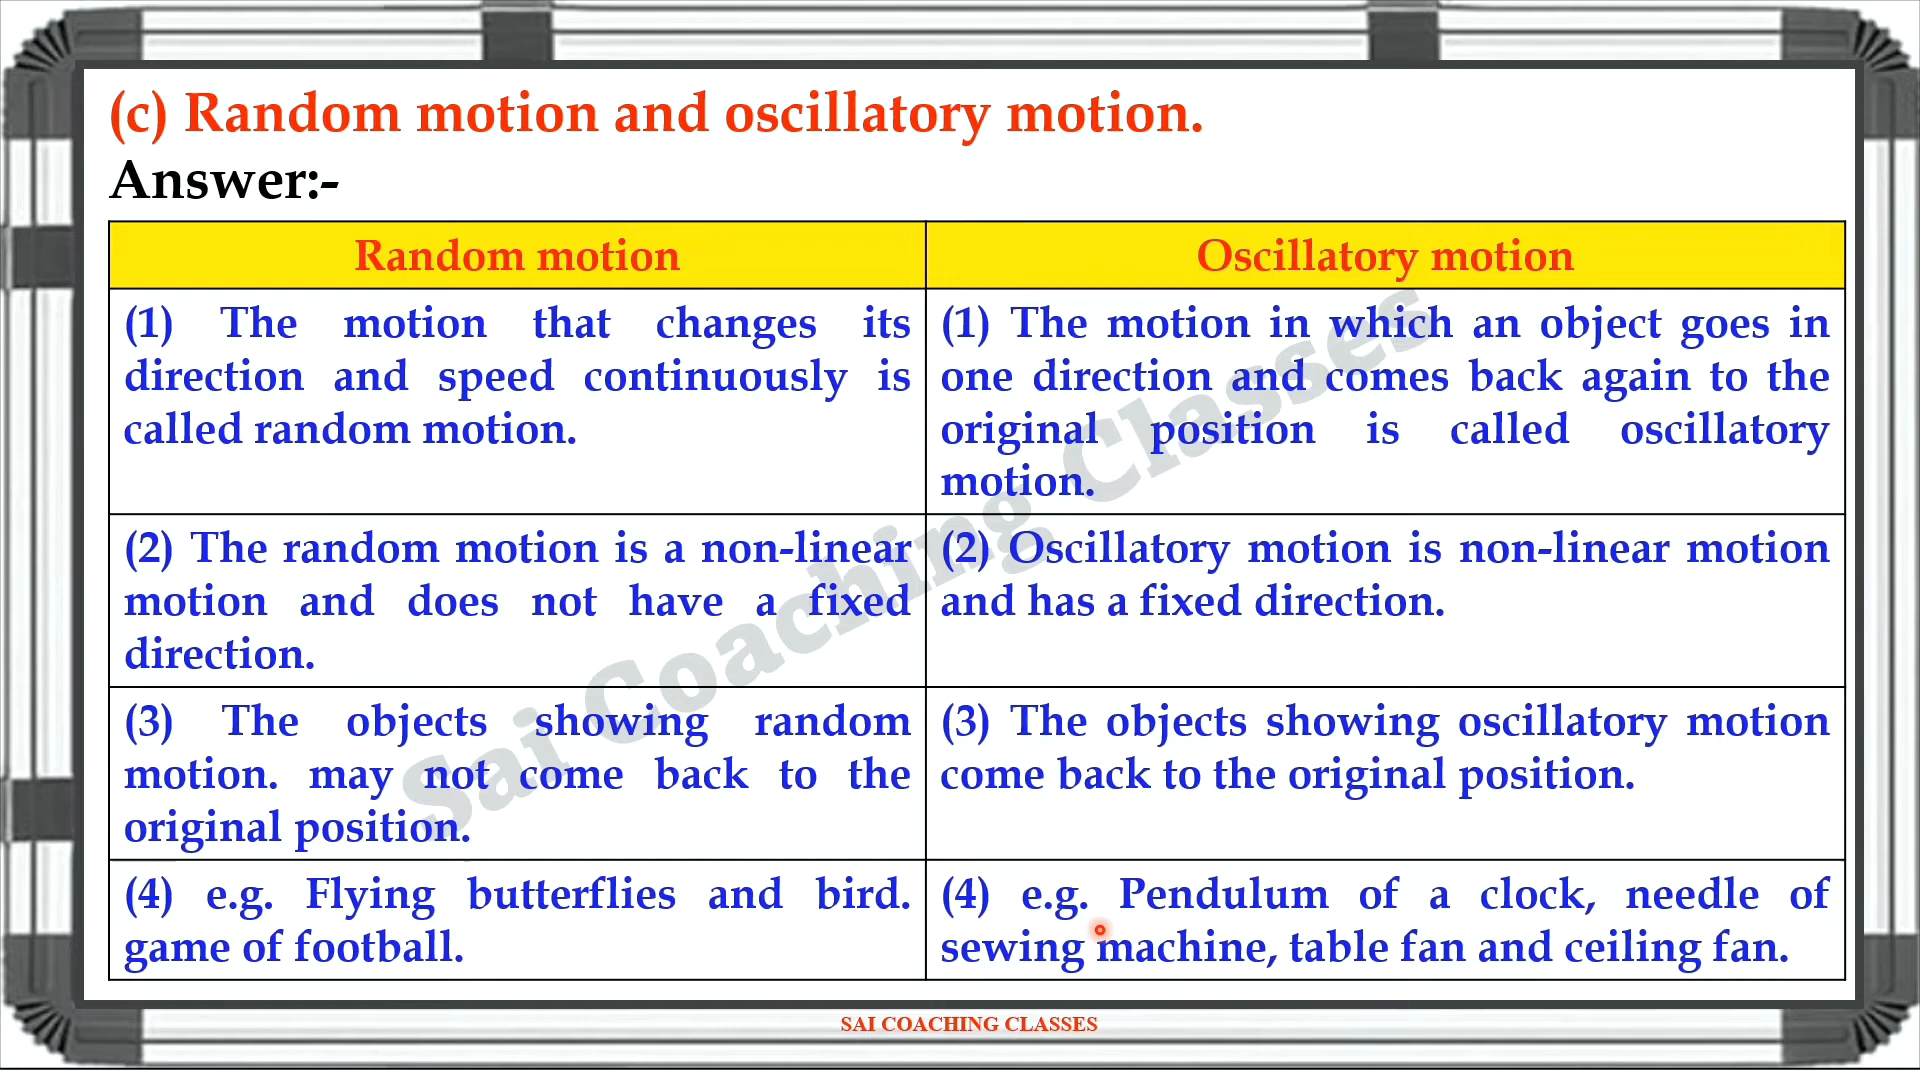 (c) Random motion and oscillatory motion.
Answer:-
Random motion
Oscillatory motion
(1) The motion that changes its
direction and speed continuously is
called random motion.
(1) The motion in which an object goes in
one direction and comes back again to the
original position is called oscillatory
motion.
(2) The random motion is a non-linear
motion and does not have a fixed
direction.
(2) Oscillatory motion is non-linear motion
and has a fixed direction.
(3) The objects showing random
motion. may not come back to the
original position.
(3) The objects showing oscillatory motion
come back to the original position.
(4) e.g. Flying butterflies and bird.
game of football.
(4) e.g. Pendulum of a clock, needle of
sewing machine, table fan and ceiling fan.
Sai Coaching Classes
SAI COACHING CLASSES